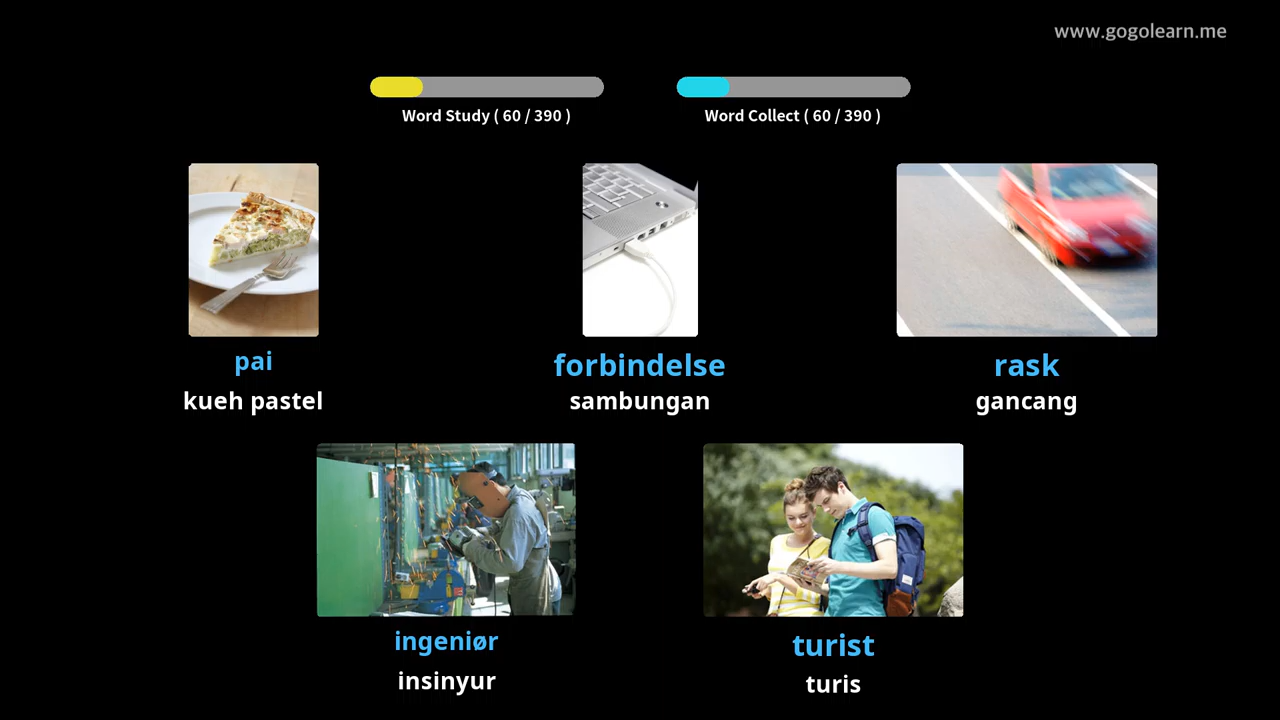 www.gogolearn.me
Word Study ( 60 / 390 )
Word Collect ( 60 / 390 )
pai
kueh pastel
forbindelse
sambungan
rask
gancang
ingeniør
insinyur
turist
turis